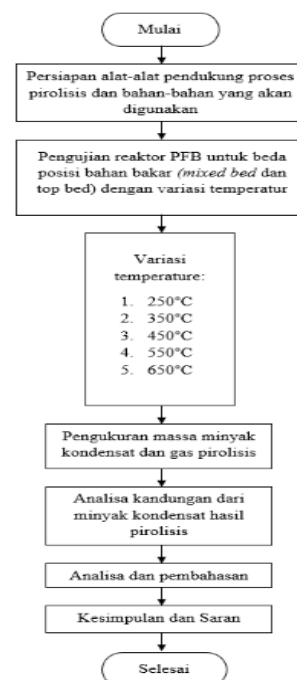 Mulai
Persiapan alat-alat pendukung proses
pirolisis dan bahan-bahan yang akan
digunakan
Pengujian reaktor PFB untuk beda
posisi bahan bakar (mixed bed dan
top bed) dengan variasi temperatur
Variasi
temperature:
1. 250°C
2. 350°C
3. 450°C
4. 550°C
5. 650°C
Pengukuran massa minyak
kondensat dan gas pirolisis
Analisa kandungan dari
minyak kondensat hasil
pirolisis
Analisa dan pembahasan
Kesimpulan dan Saran
Selesai